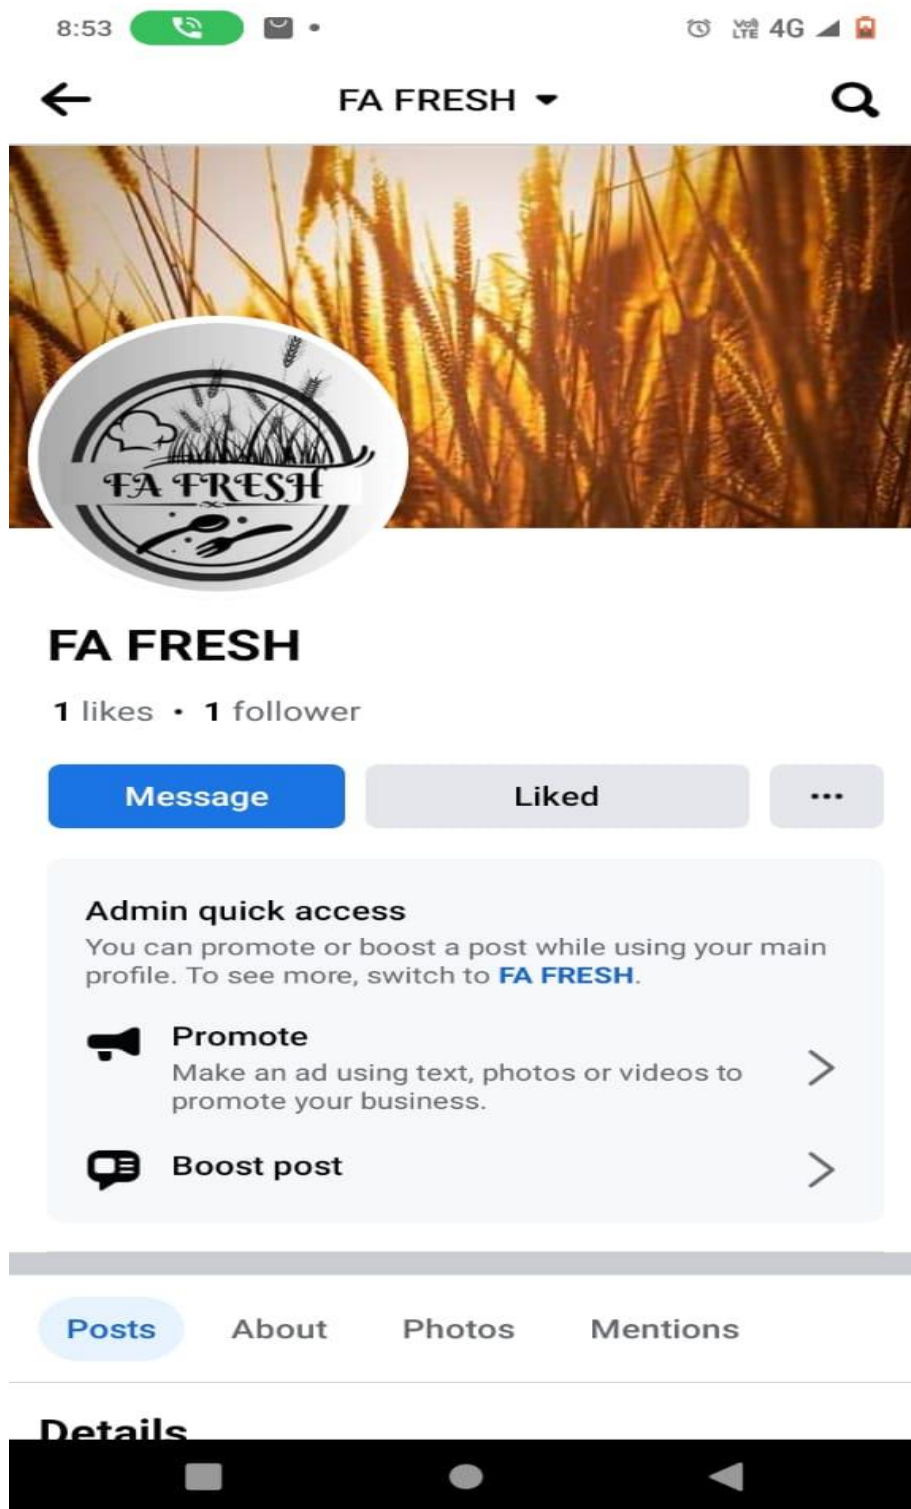 8:53
Vol) LTE 4G
FA FRESH
FA FRESH
FA FRESH
1 likes • 1 follower
Message
Liked
Admin quick access
You can promote or boost a post while using your main
profile. To see more, switch to FA FRESH.
Promote
Make an ad using text, photos or videos to
promote your business.
Boost post
Posts About Photos Mentions
Details